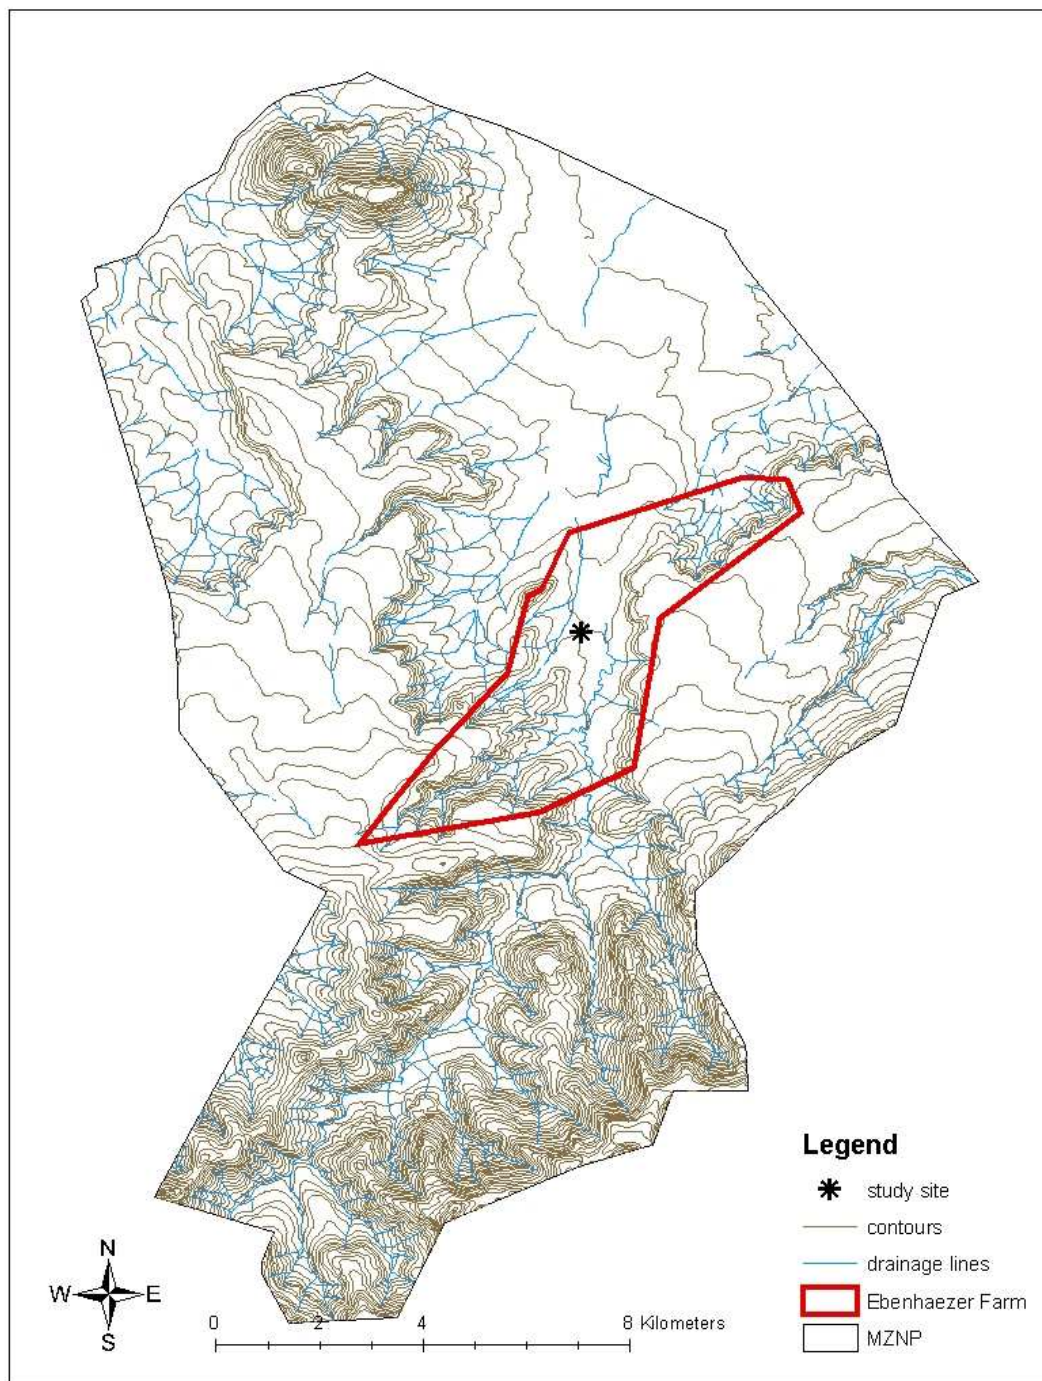 Legend
study site
contours
drainage lines
Ebenhaezer Farm
MZNP
N
W E
S
0 2 4 8 Kilometers